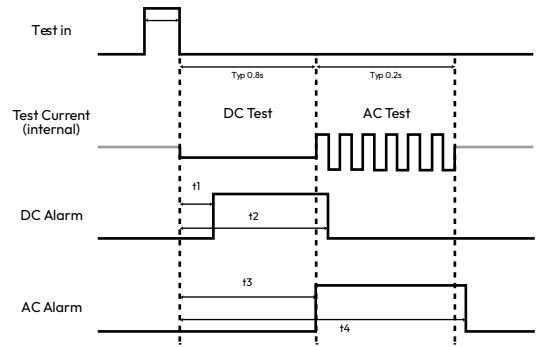 Test in
Typ 0.8s
Typ 0.2s
Test Current
(internal)
DC Test
AC Test
t1
DC Alarm
t2
t3
AC Alarm
t4